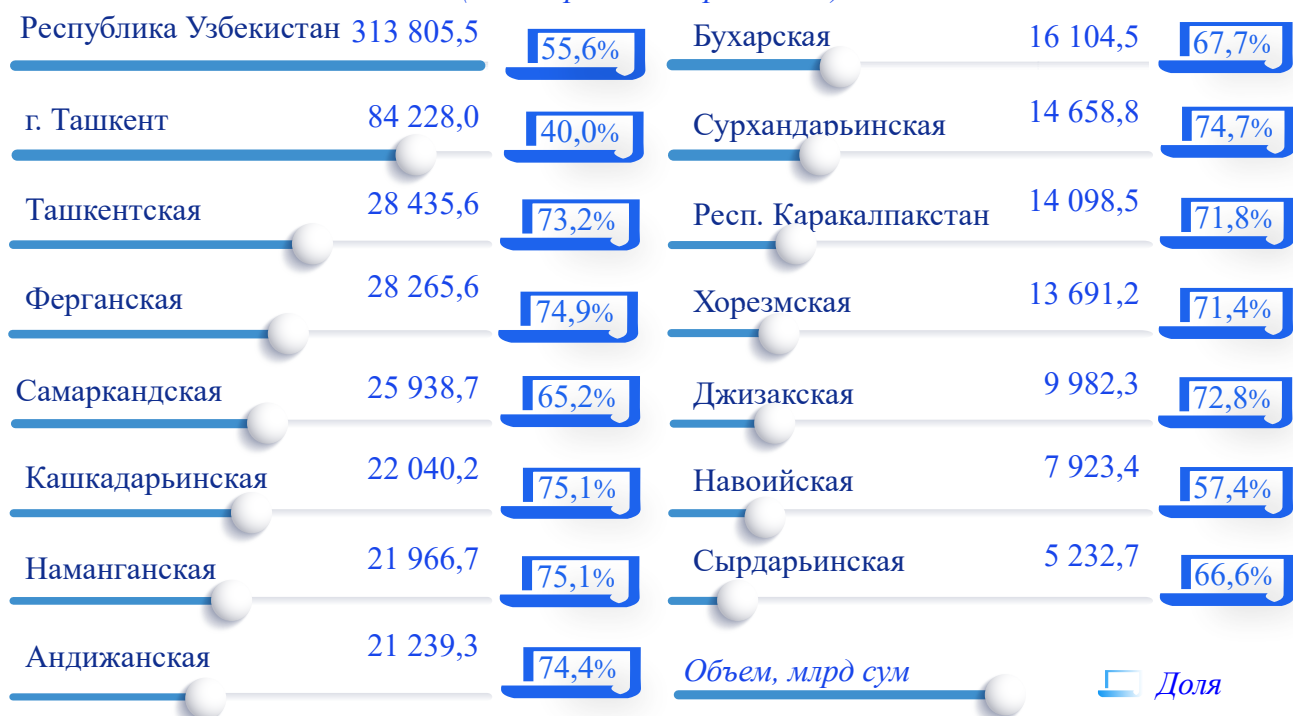 Республика Узбекистан 313 805,5 55,6%
г. Ташкент 84 228,0 40,0%
Ташкентская 28 435,6 73,2%
Ферганская 28 265,6 74,9%
Самаркандская 25 938,7 65,2%
Кашкадарьинская 22 040,2 75,1%
Наманганская 21 966,7 75,1%
Андижанская 21 239,3 74,4%
Бухарская 16 104,5 67,7%
Сурхандарьинская 14 658,8 74,7%
Респ. Каракалпакстан 14 098,5 71,8%
Хорезмская 13 691,2 71,4%
Джизакская 9 982,3 72,8%
Навоийская 7 923,4 57,4%
Сырдарьинская 5 232,7 66,6%
Объем, млрд сум Доля